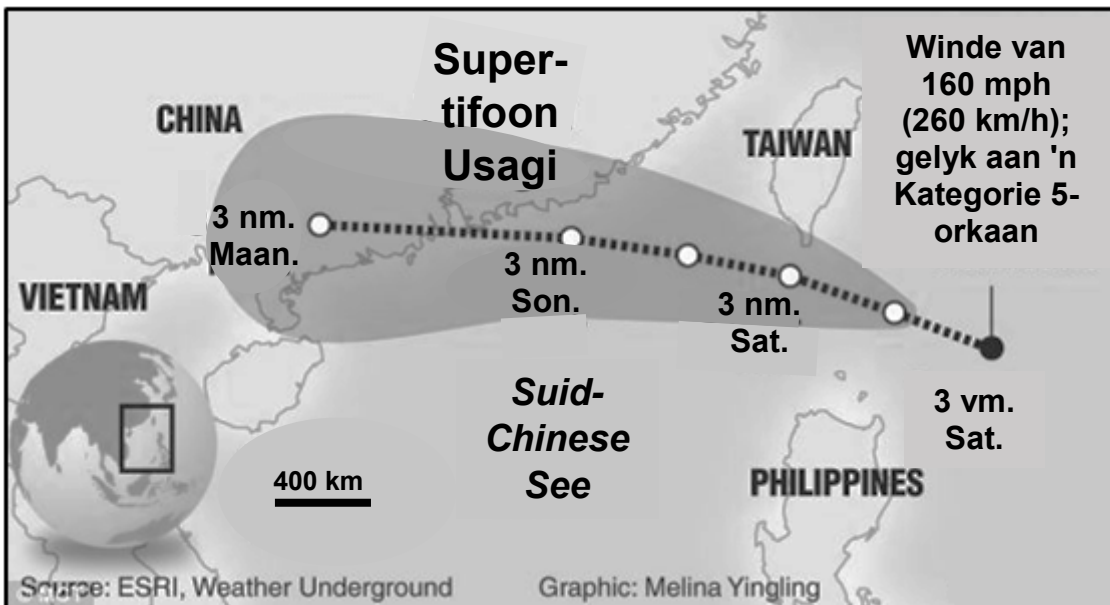 Super-
tifoon
Usagi
Winde van
160 mph
(260 km/h);
gelyk aan 'n
Kategorie 5-
orkaan
CHINA
TAIWAN
3 nm.
Maan.
3 nm.
Son.
3 nm.
Sat.
3 vm.
Sat.
VIETNAM
Suid-
Chinese
See
400 km
PHILIPPINES
Source: ESRI, Weather Underground
Graphic: Melina Yingling